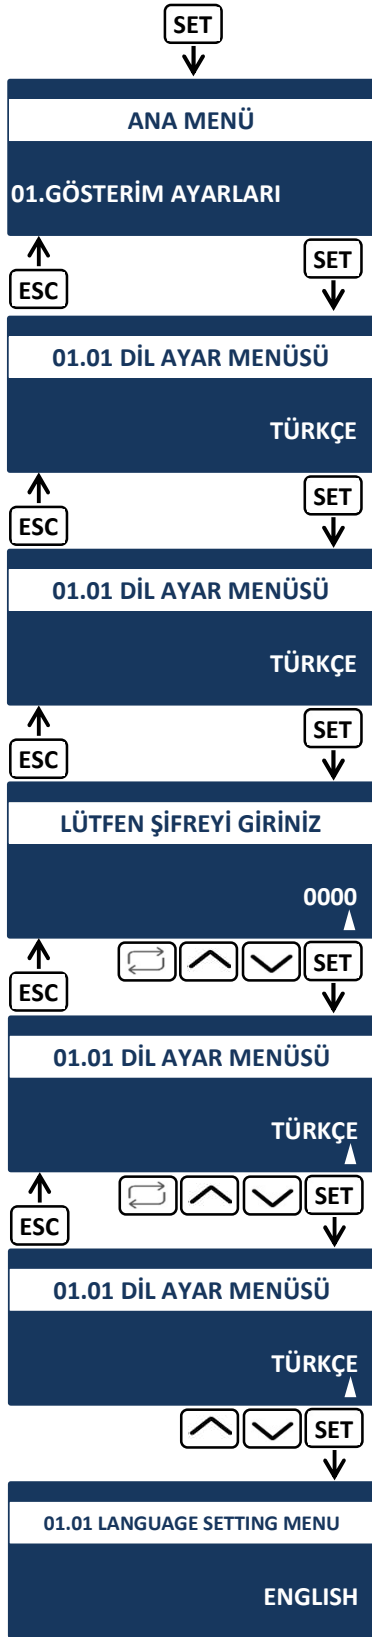 SET
ANA MENÜ
01.GÖSTERİM AYARLARI
SET
ESC
01.01 DİL AYAR MENÜSÜ
TÜRKÇE
SET
ESC
01.01 DİL AYAR MENÜSÜ
TÜRKÇE
SET
ESC
LÜTFEN ŞİFREYİ GİRİNİZ
0000
SET
ESC
01.01 DİL AYAR MENÜSÜ
TÜRKÇE
SET
ESC
01.01 DİL AYAR MENÜSÜ
TÜRKÇE
SET
01.01 LANGUAGE SETTING MENU
ENGLISH